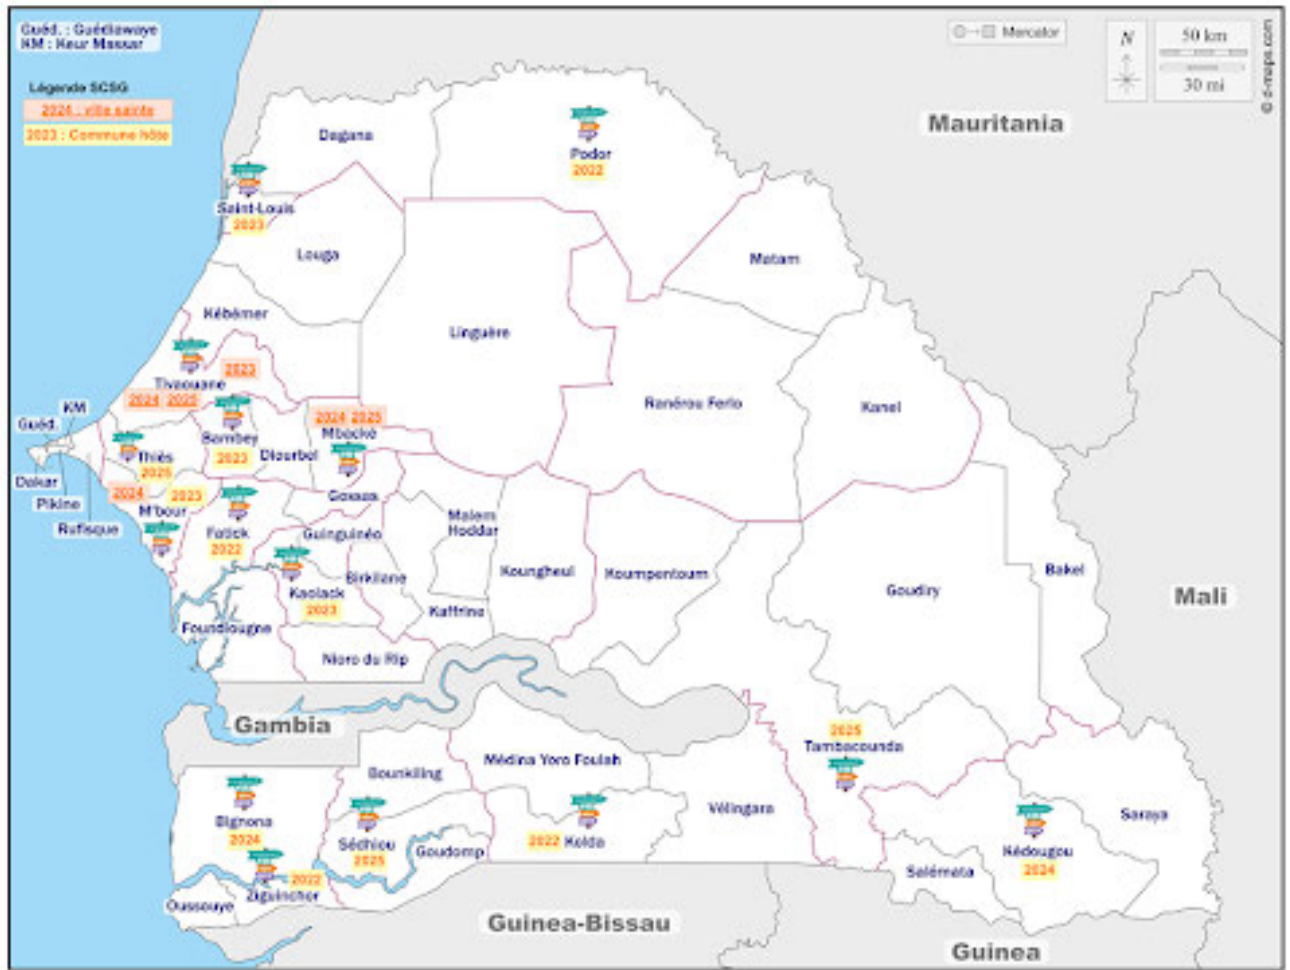 Guéd. : Guédiawaye
KM : Keur Massar
Légende SCSG
2024 : ville sainte
2023 : Commune hôte
Mercator
N
50 km
30 mi
© d-maps.com
Mauritania
Dagana
Podor
2022
Saint-Louis
2023
Louga
Matam
Kébémer
Linguère
Tivaouane
2023
2024 2025
Ranérou Ferlo
Kanel
KM
Guéd.
Dakar
Pikine
Rufisque
Thiès
2025
Bambey
2023
Diourbel
2024 2025
Mbacké
2024
2023
M'bour
Gossas
Fatick
2022
Guinguinéo
Malem
Hoddar
Birkilane
Koungheul
Koumpentoum
Goudiry
Bakel
Mali
Kaolack
2023
Kaffrine
Foundiougne
Nioro du Rip
Gambia
2025
Tambacounda
Médina Yoro Foulah
Bounkiling
Vélingara
Bignona
2024
Sédhiou
2025
Goudomp
2022 Kolda
Saraya
Kédougou
2024
Salémata
2022
Ziguinchor
Oussouye
Guinea-Bissau
Guinea